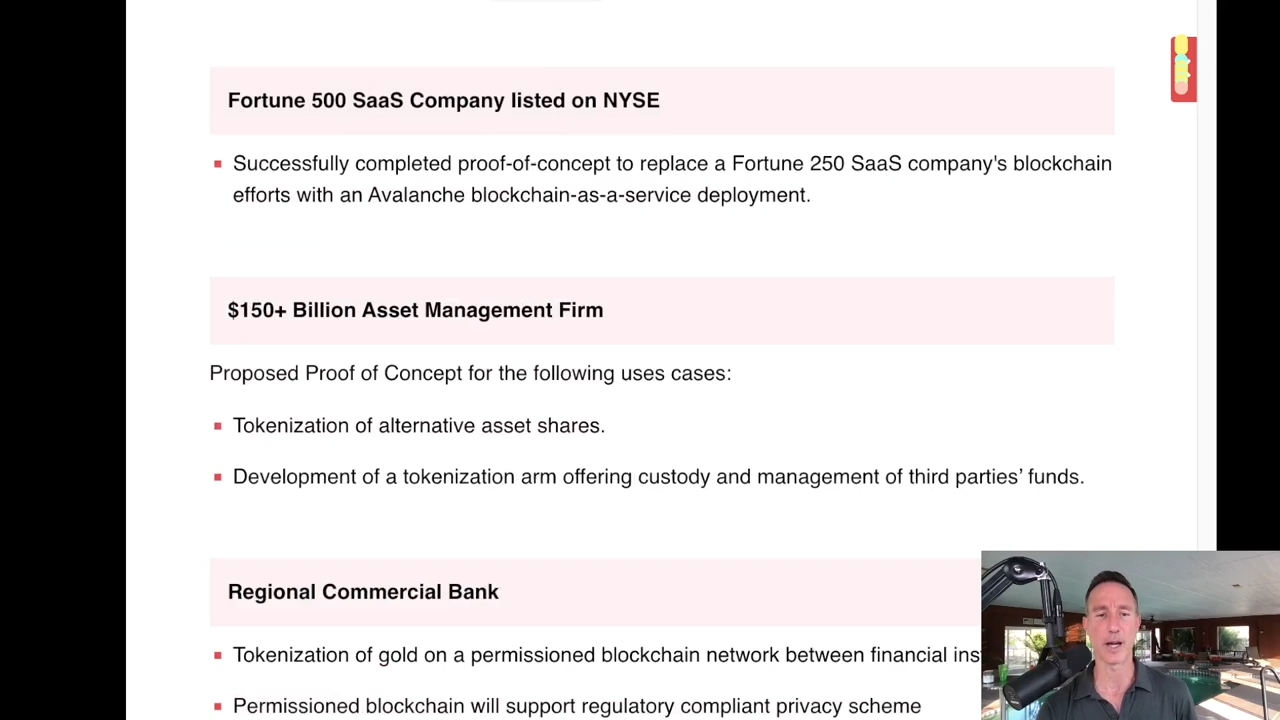 Fortune 500 SaaS Company listed on NYSE
Successfully completed proof-of-concept to replace a Fortune 250 SaaS company's blockchain
efforts with an Avalanche blockchain-as-a-service deployment.
$150+ Billion Asset Management Firm
Proposed Proof of Concept for the following uses cases:
Tokenization of alternative asset shares.
Development of a tokenization arm offering custody and management of third parties’ funds.
Regional Commercial Bank
Tokenization of gold on a permissioned blockchain network between financial
Permissioned blockchain will support regulatory compliant privacy scheme